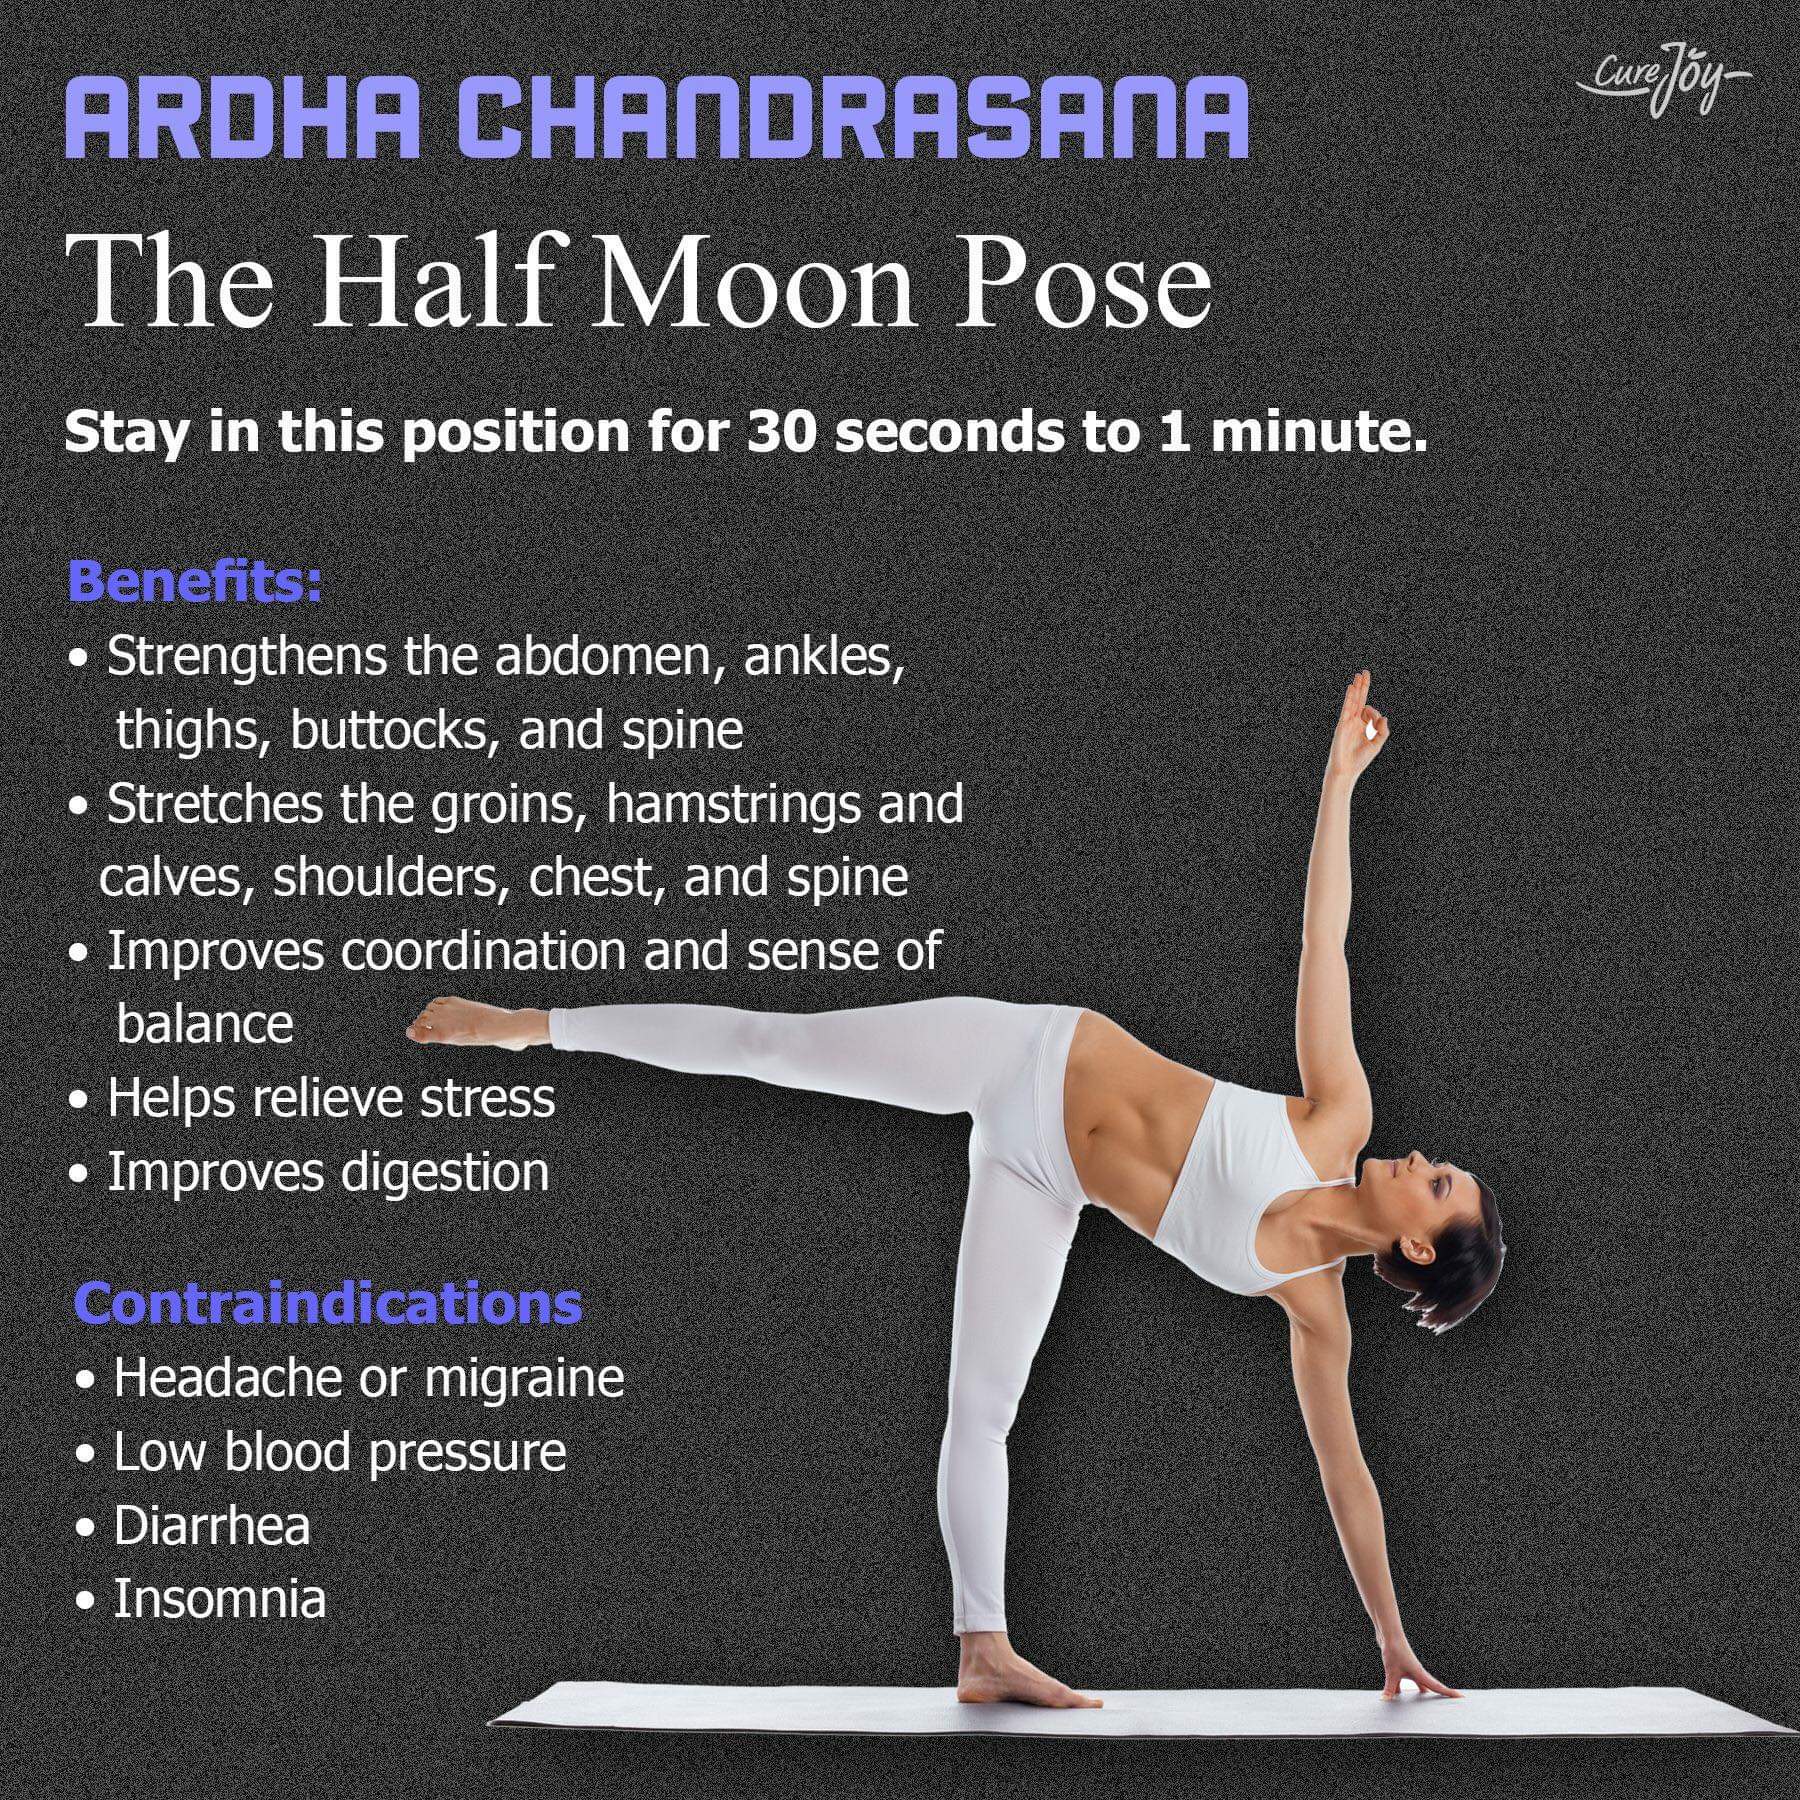 Cure Joy
ARDHA CHANDRASANA
The Half Moon Pose
Stay in this position for 30 seconds to 1 minute.
Benefits:
• Strengthens the abdomen, ankles,
thighs, buttocks, and spine
• Stretches the groins, hamstrings and
calves, shoulders, chest, and spine
• Improves coordination and sense of
balance
• Helps relieve stress
• Improves digestion
Contraindications
• Headache or migraine
• Low blood pressure
• Diarrhea
• Insomnia